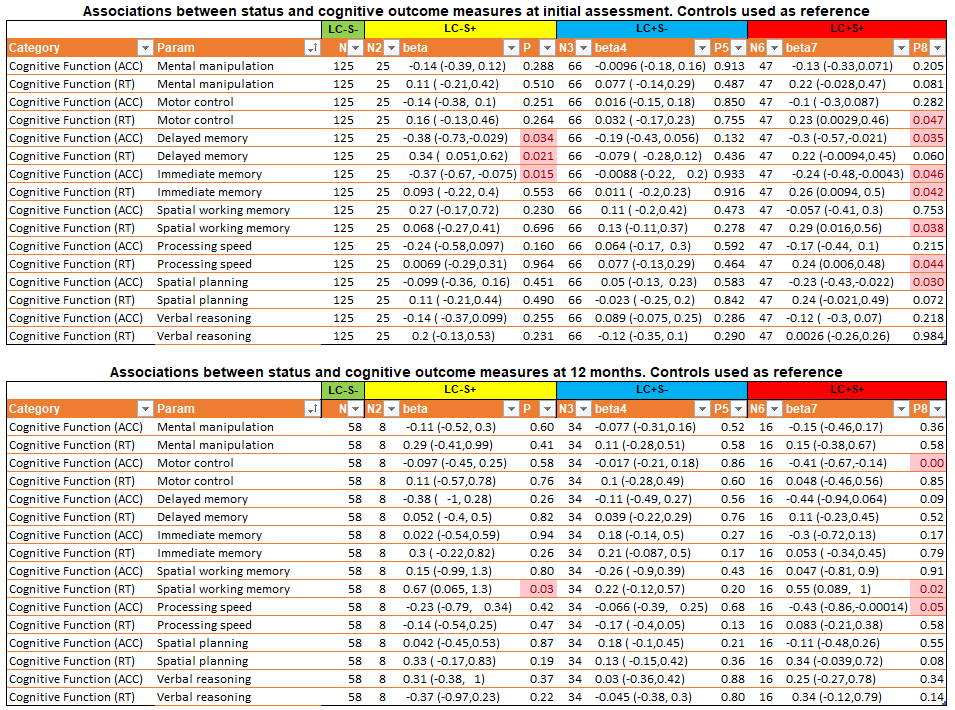 Associations between status and cognitive outcome measures at initial assessment. Controls used as reference
LC-S- LC-S+ LC+S- LC+S+
Category Param N N2 beta P N3 beta4 P5 N6 beta7 P8
Cognitive Function (ACC) Mental manipulation 125 25 -0.14 (-0.39, 0.12) 0.288 66 -0.0096 (-0.18, 0.16) 0.913 47 -0.13 (-0.33,0.071) 0.205
Cognitive Function (RT) Mental manipulation 125 25 0.11 ( -0.21,0.42) 0.510 66 0.077 (-0.14,0.29) 0.487 47 0.22 (-0.028,0.47) 0.081
Cognitive Function (ACC) Motor control 125 25 -0.14 (-0.38, 0.1) 0.251 66 0.016 (-0.15, 0.18) 0.850 47 -0.1 (-0.3,0.087) 0.282
Cognitive Function (RT) Motor control 125 25 0.16 ( -0.13,0.46) 0.264 66 0.032 (-0.17,0.23) 0.755 47 0.23 (0.0029,0.46) 0.047
Cognitive Function (ACC) Delayed memory 125 25 -0.38 (-0.73,-0.029) 0.034 66 -0.19 (-0.43, 0.056) 0.132 47 -0.3 (-0.57,-0.021) 0.035
Cognitive Function (RT) Delayed memory 125 25 0.34 ( 0.051,0.62) 0.021 66 -0.079 ( -0.28,0.12) 0.436 47 0.22 (-0.0094,0.45) 0.060
Cognitive Function (ACC) Immediate memory 125 25 -0.37 (-0.67, -0.075) 0.015 66 -0.0088 (-0.22, 0.2) 0.933 47 -0.24 (-0.48,-0.0043) 0.046
Cognitive Function (RT) Immediate memory 125 25 0.093 (-0.22, 0.4) 0.553 66 0.011 ( -0.2,0.23) 0.916 47 0.26 (0.0094, 0.5) 0.042
Cognitive Function (ACC) Spatial working memory 125 25 0.27 (-0.17,0.72) 0.230 66 0.11 ( -0.2,0.42) 0.473 47 -0.057 (-0.41, 0.3) 0.753
Cognitive Function (RT) Spatial working memory 125 25 0.068 (-0.27,0.41) 0.696 66 0.13 (-0.11,0.37) 0.278 47 0.29 (0.016,0.56) 0.038
Cognitive Function (ACC) Processing speed 125 25 -0.24 (-0.58,0.097) 0.160 66 0.064 (-0.17, 0.3) 0.592 47 -0.17 (-0.44, 0.1) 0.215
Cognitive Function (RT) Processing speed 125 25 0.0069 (-0.29,0.31) 0.964 66 0.077 (-0.13,0.29) 0.464 47 0.24 (0.006,0.48) 0.044
Cognitive Function (ACC) Spatial planning 125 25 -0.099 (-0.36, 0.16) 0.451 66 0.05 (-0.13, 0.23) 0.583 47 -0.23 (-0.43,-0.022) 0.030
Cognitive Function (RT) Spatial planning 125 25 0.11 ( -0.21,0.44) 0.490 66 -0.023 ( -0.25, 0.2) 0.842 47 0.24 (-0.021,0.49) 0.072
Cognitive Function (ACC) Verbal reasoning 125 25 -0.14 ( -0.37,0.099) 0.255 66 0.089 (-0.075, 0.25) 0.286 47 -0.12 ( -0.3, 0.07) 0.218
Cognitive Function (RT) Verbal reasoning 125 25 0.2 (-0.13,0.53) 0.231 66 -0.12 (-0.35, 0.1) 0.290 47 0.0026 (-0.26,0.26) 0.984
Associations between status and cognitive outcome measures at 12 months. Controls used as reference
LC-S- LC-S+ LC+S- LC+S+
Category Param N N2 beta P N3 beta4 P5 N6 beta7 P8
Cognitive Function (ACC) Mental manipulation 58 8 -0.11 (-0.52, 0.3) 0.60 34 -0.077 (-0.31,0.16) 0.52 16 -0.15 (-0.46,0.17) 0.36
Cognitive Function (RT) Mental manipulation 58 8 0.29 (-0.41,0.99) 0.41 34 0.11 (-0.28,0.51) 0.58 16 0.15 (-0.38,0.67) 0.58
Cognitive Function (ACC) Motor control 58 8 -0.097 (-0.45, 0.25) 0.58 34 -0.017 (-0.21, 0.18) 0.86 16 -0.41 (-0.67,-0.14) 0.00
Cognitive Function (RT) Motor control 58 8 0.11 (-0.57,0.78) 0.76 34 0.1 (-0.28,0.49) 0.60 16 0.048 (-0.46,0.56) 0.85
Cognitive Function (ACC) Delayed memory 58 8 -0.38 ( -1, 0.28) 0.26 34 -0.11 (-0.49, 0.27) 0.56 16 -0.44 (-0.94,0.064) 0.09
Cognitive Function (RT) Delayed memory 58 8 0.052 ( -0.4, 0.5) 0.82 34 0.039 (-0.22,0.29) 0.76 16 0.11 (-0.23,0.45) 0.52
Cognitive Function (ACC) Immediate memory 58 8 0.022 (-0.54,0.59) 0.94 34 0.18 (-0.14, 0.5) 0.27 16 -0.3 (-0.72,0.13) 0.17
Cognitive Function (RT) Immediate memory 58 8 0.3 ( -0.22,0.82) 0.26 34 0.21 (-0.087, 0.5) 0.17 16 0.053 (-0.34,0.45) 0.79
Cognitive Function (ACC) Spatial working memory 58 8 0.15 (-0.99, 1.3) 0.80 34 -0.26 ( -0.9,0.39) 0.43 16 0.047 (-0.81, 0.9) 0.91
Cognitive Function (RT) Spatial working memory 58 8 0.67 (0.065, 1.3) 0.03 34 0.22 (-0.12,0.57) 0.20 16 0.55 (0.089, 1) 0.02
Cognitive Function (ACC) Processing speed 58 8 -0.23 (-0.79, 0.34) 0.42 34 -0.066 (-0.39, 0.25) 0.68 16 -0.43 (-0.86,-0.00014) 0.05
Cognitive Function (RT) Processing speed 58 8 -0.14 (-0.54,0.25) 0.47 34 -0.17 (-0.4,0.05) 0.13 16 0.083 (-0.21,0.38) 0.58
Cognitive Function (ACC) Spatial planning 58 8 0.042 (-0.45,0.53) 0.87 34 0.18 (-0.1,0.45) 0.21 16 -0.11 (-0.48,0.26) 0.55
Cognitive Function (RT) Spatial planning 58 8 0.33 ( -0.17,0.83) 0.19 34 0.13 (-0.15,0.42) 0.36 16 0.34 (-0.039,0.72) 0.08
Cognitive Function (ACC) Verbal reasoning 58 8 0.31 (-0.38, 1) 0.37 34 0.03 (-0.36,0.42) 0.88 16 0.25 (-0.27,0.78) 0.34
Cognitive Function (RT) Verbal reasoning 58 8 -0.37 (-0.97,0.23) 0.22 34 -0.045 (-0.38, 0.3) 0.80 16 0.34 (-0.12,0.79) 0.14